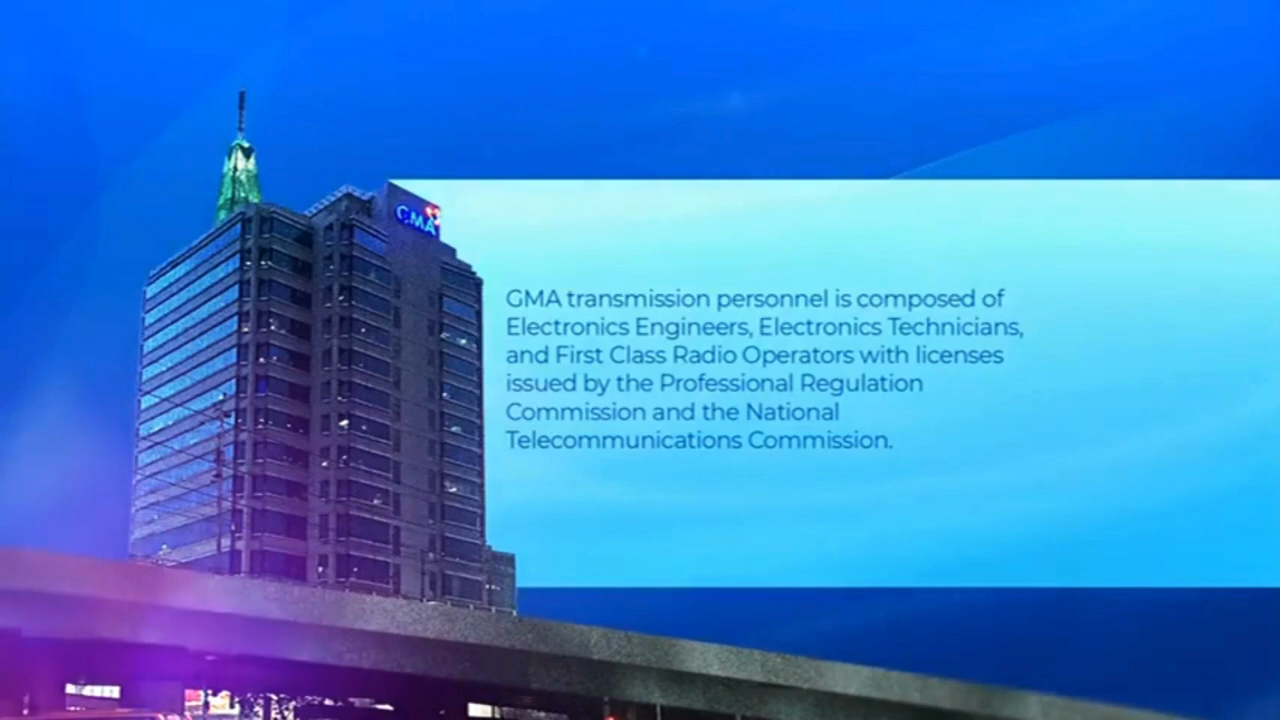 GMA
GMA transmission personnel is composed of
Electronics Engineers, Electronics Technicians,
and First Class Radio Operators with licenses
issued by the Professional Regulation
Commission and the National
Telecommunications Commission.